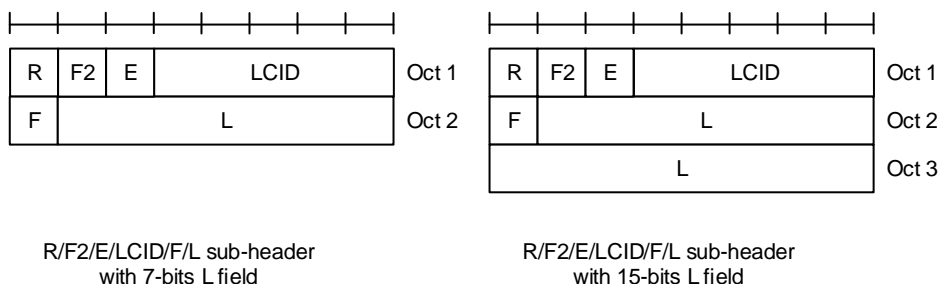 R F2 E LCID Oct 1
F L Oct 2
R/F2/E/LCID/F/L sub-header
with 7-bits L field
R F2 E LCID Oct 1
F L Oct 2
L Oct 3
R/F2/E/LCID/F/L sub-header
with 15-bits L field